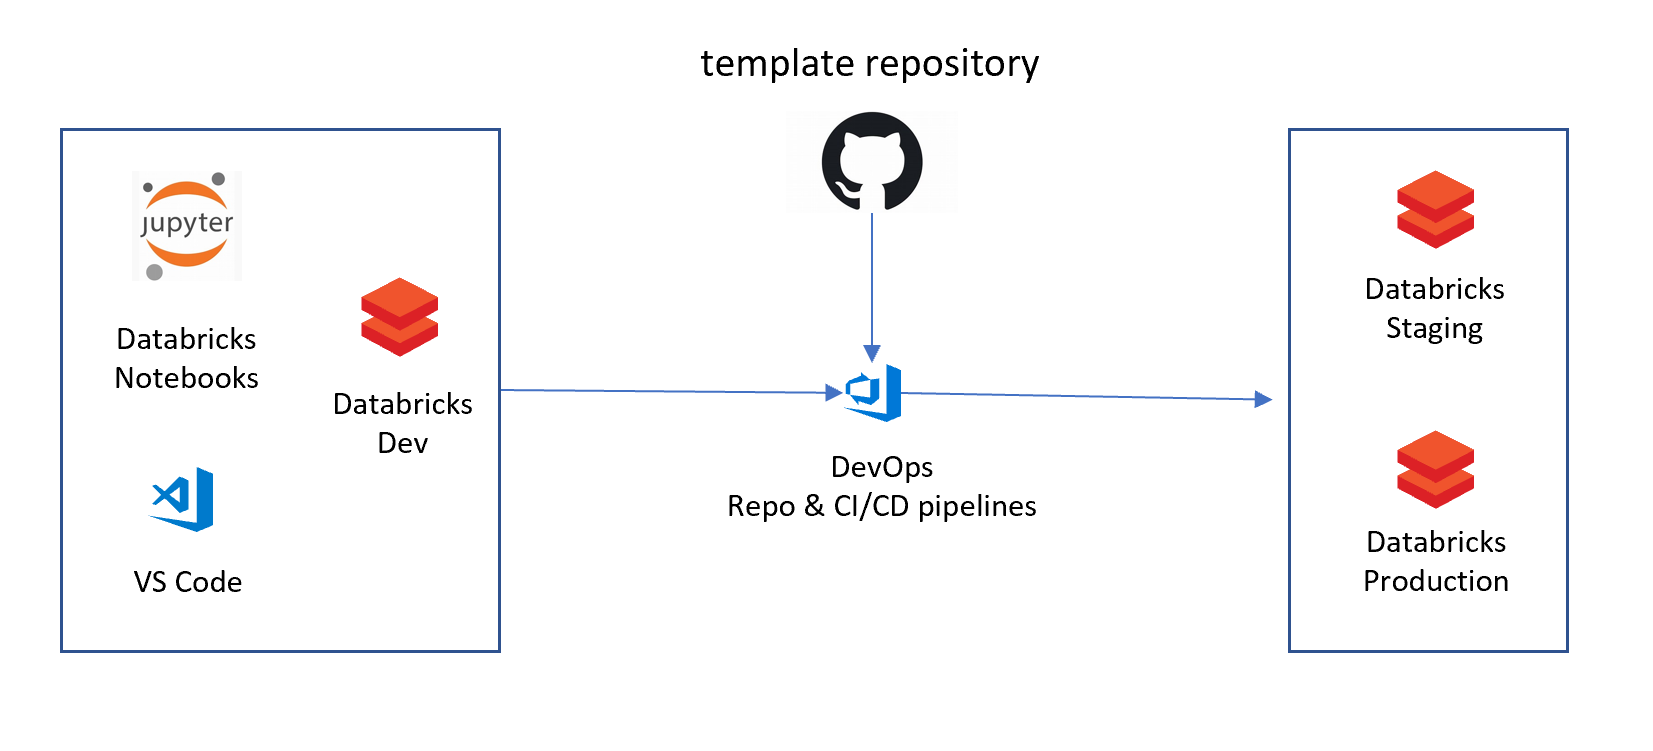 template repository
jupyter
Databricks
Notebooks
Databricks
Dev
VS Code
DevOps
Repo & CI/CD pipelines
Databricks
Staging
Databricks
Production